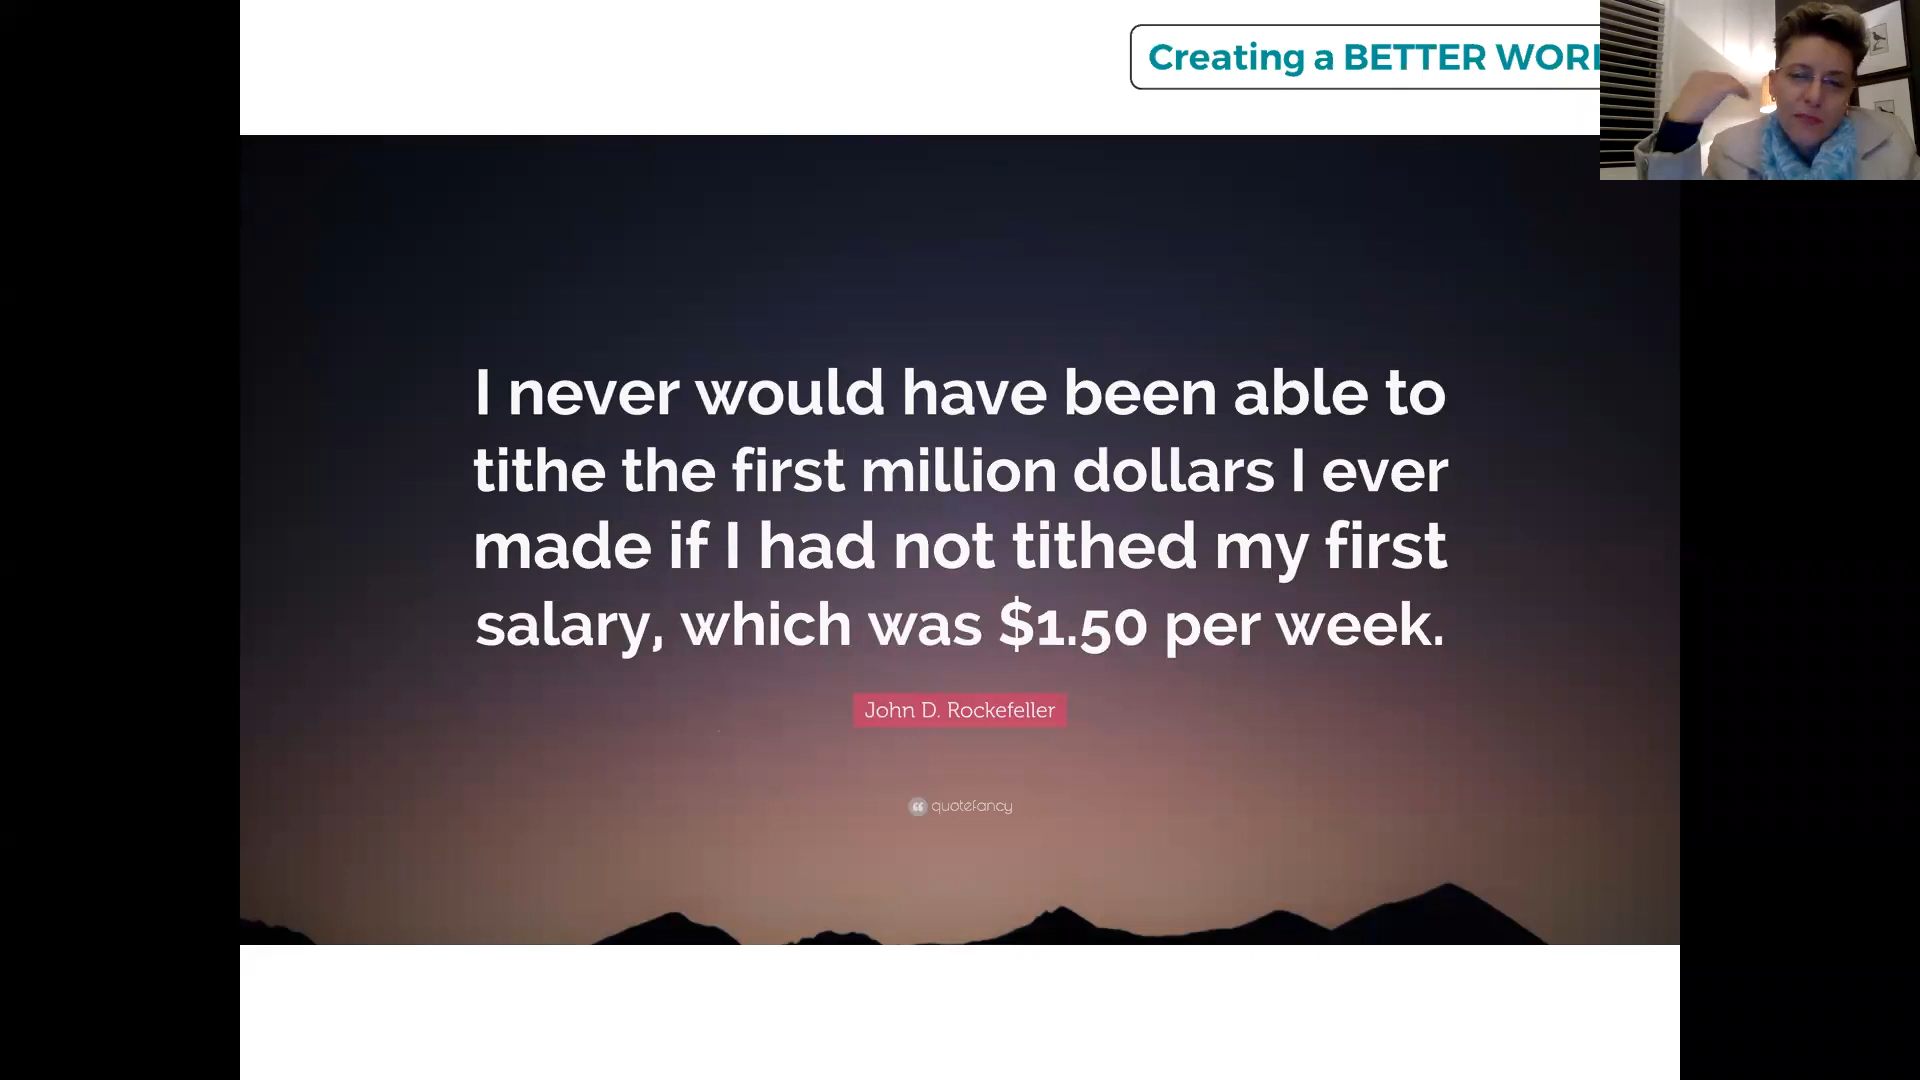 Creating a BETTER WOR
I never would have been able to
tithe the first million dollars I ever
made if I had not tithed my first
salary, which was $1.50 per week.
John D. Rockefeller
quotefancy